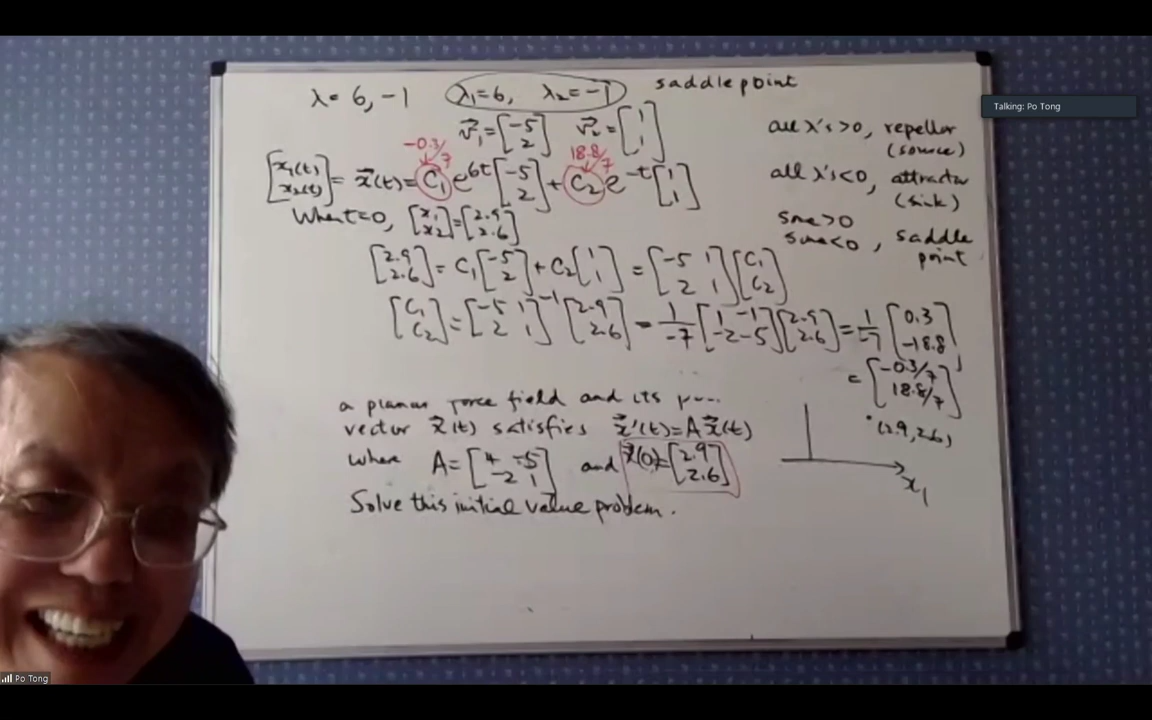 λ = 6, -1   λ₁=6, λ₂=-1   saddle point
v⃗₁=[-5; 2]   v⃗₂=[1; 1]
-0.3/7   18.8/7
[x₁(t); x₂(t)] = x⃗(t) = C₁e^{6t}[-5; 2] + C₂e^{-t}[1; 1]
When t=0, [x₁; x₂]=[2.9; 2.6]
[2.9; 2.6] = C₁[-5; 2] + C₂[1; 1] = [-5 1; 2 1][C₁; C₂]
[C₁; C₂] = [-5 1; 2 1]⁻¹[2.9; 2.6] = 1/-7 [1 -1; -2 -5][2.9; 2.6] = 1/-7 [0.3; -18.8]
= [-0.3/7; 18.8/7]
all λ's>0, repellor
(source)
all λ's<0, attractor
(sink)
some>0
some<0, saddle
point
a planar force field and its
vector x⃗(t) satisfies x⃗'(t)=Ax⃗(t)
where A=[4 -5; -2 1] and x⃗(0)=[2.9; 2.6]
Solve this initial value problem.
(2.9, 2.6)
x₁
Talking: Po Tong
Po Tong